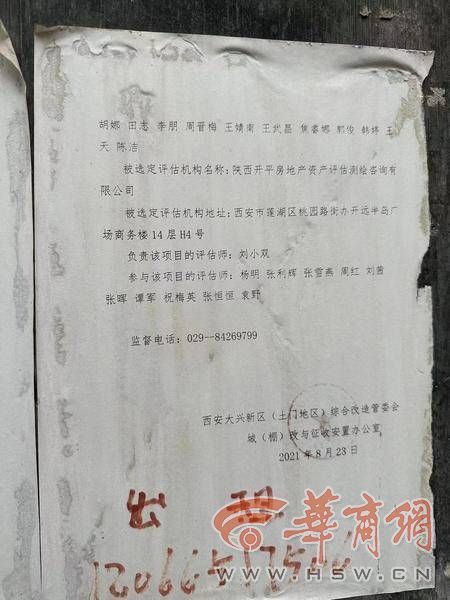 胡娜 田志 李朋 周晋梅 王婧南 王武昌 焦睿娜 郭俊 韩婷 王
天 陈洁
被选定评估机构名称：陕西开平房地产资产评估测绘咨询有
限公司
被选定评估机构地址：西安市莲湖区桃园路街办开远半岛广
场商务楼14层H4号
负责该项目的评估师：刘小双
参与该项目的评估师：杨明 张利辉 张雪燕 周红 刘茜
张晖 谭军 祝梅英 张恒恒 袁野
监督电话：029--84269799
西安大兴新区（土门地区）综合改造管委会
城（棚）改与征收安置办公室
2021年8月23日
出 租
华商网
WWW.HSW.CN